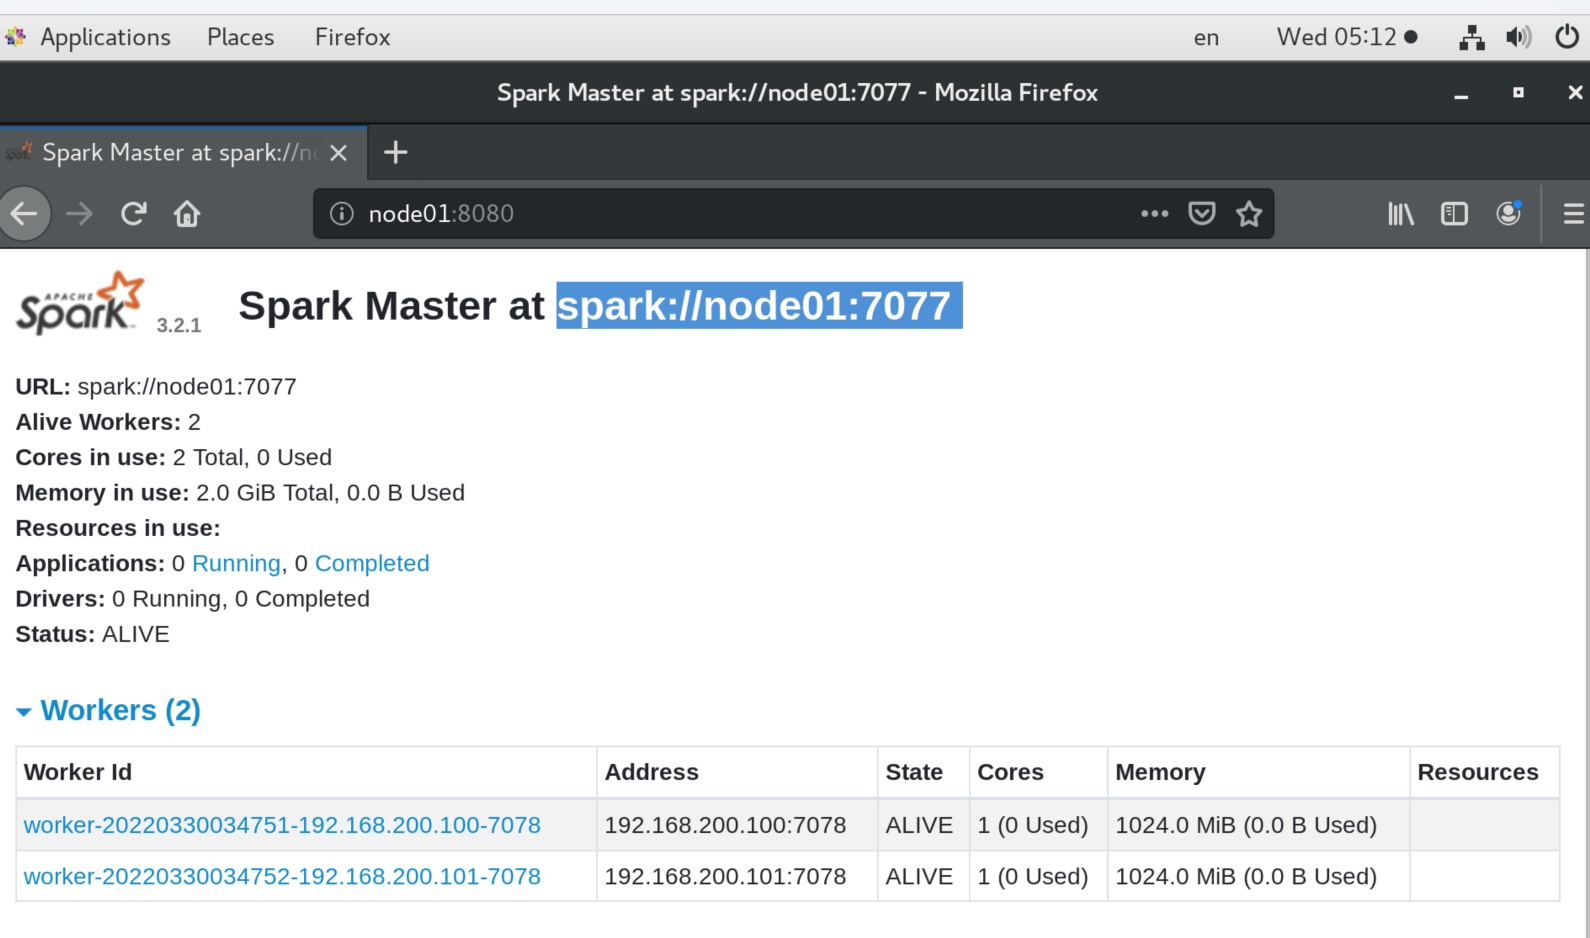 Applications Places Firefox en Wed 05:12
Spark Master at spark://node01:7077 - Mozilla Firefox
Spark Master at spark://no
node01:8080
APACHE Spark 3.2.1 Spark Master at spark://node01:7077
URL: spark://node01:7077
Alive Workers: 2
Cores in use: 2 Total, 0 Used
Memory in use: 2.0 GiB Total, 0.0 B Used
Resources in use:
Applications: 0 Running, 0 Completed
Drivers: 0 Running, 0 Completed
Status: ALIVE
Workers (2)
Worker Id Address State Cores Memory Resources
worker-20220330034751-192.168.200.100-7078 192.168.200.100:7078 ALIVE 1 (0 Used) 1024.0 MiB (0.0 B Used)
worker-20220330034752-192.168.200.101-7078 192.168.200.101:7078 ALIVE 1 (0 Used) 1024.0 MiB (0.0 B Used)